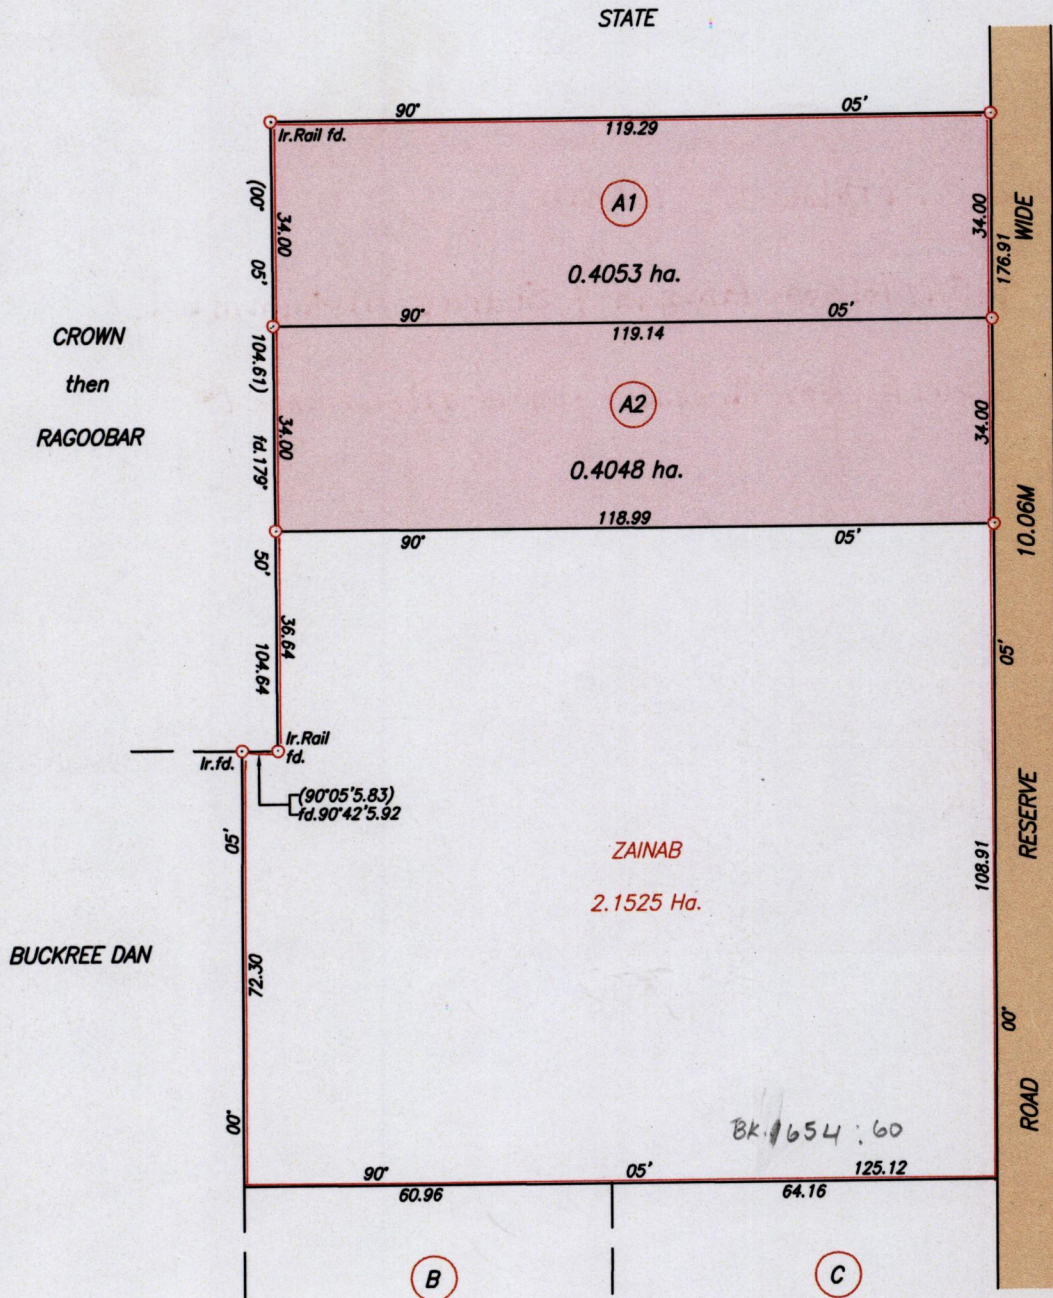 STATE
90° 05'
119.29
Ir.Rail fd.
A1
0.4053 ha.
(00° 05' 104.61)
34.00
34.00
176.91
WIDE
90° 05'
119.14
CROWN
then
RAGOOBAR
A2
0.4048 ha.
fd.179° 50' 104.64
34.00
34.00
118.99
90° 05'
10.06M
36.64
05'
Ir.Rail
fd.
Ir.fd.
(90°05'5.83)
fd.90°42'5.92
RESERVE
05'
ZAINAB
2.1525 Ha.
108.91
BUCKREE DAN
72.30
00°
00°
ROAD
BK.1654:60
90° 05' 125.12
60.96 64.16
B C